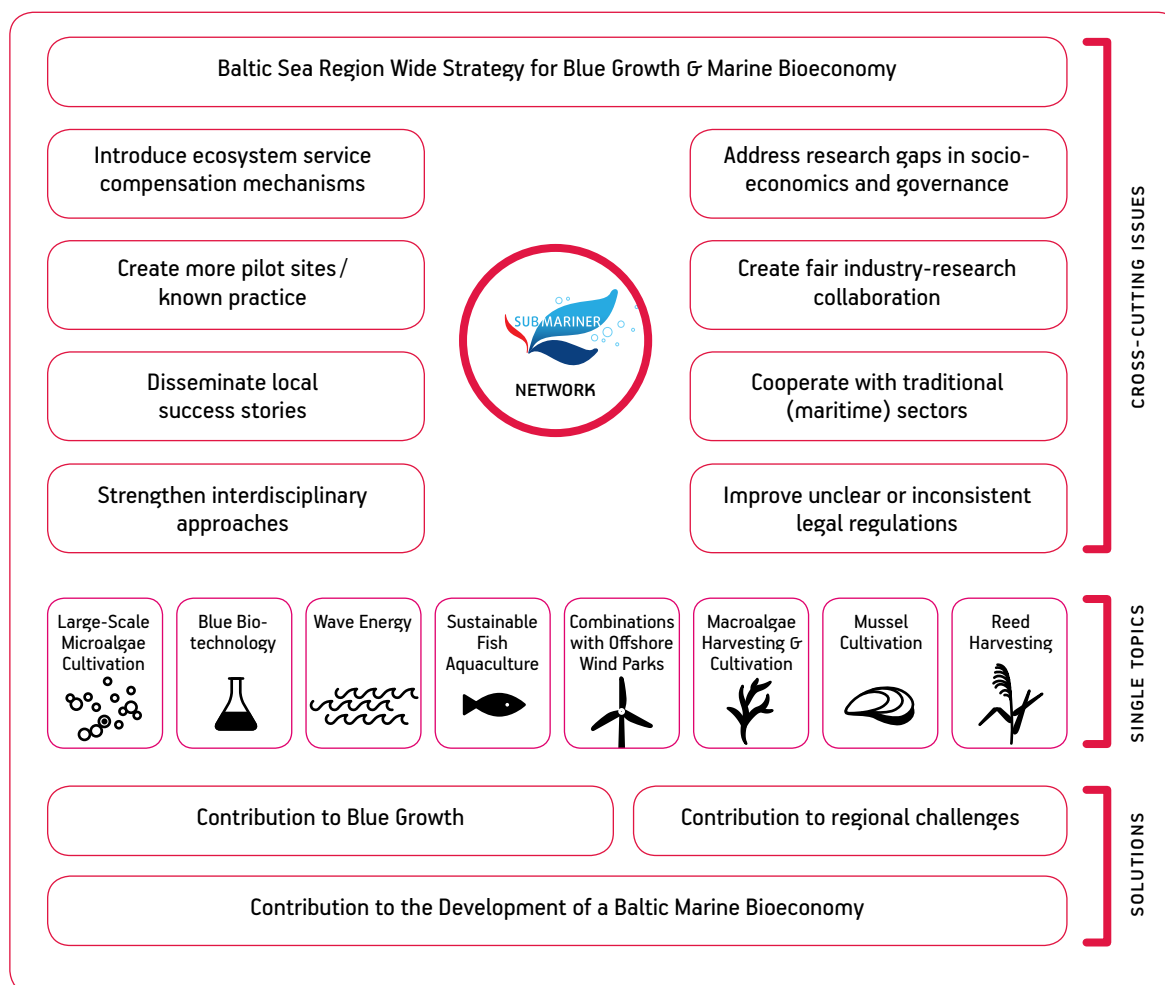 Baltic Sea Region Wide Strategy for Blue Growth & Marine Bioeconomy
Introduce ecosystem service
compensation mechanisms
Address research gaps in socio-
economics and governance
Create more pilot sites /
known practice
Create fair industry-research
collaboration
SUBMARINER
NETWORK
Disseminate local
success stories
Cooperate with traditional
(maritime) sectors
Strengthen interdisciplinary
approaches
Improve unclear or inconsistent
legal regulations
CROSS-CUTTING ISSUES
Large-Scale
Microalgae
Cultivation
Blue Bio-
technology
Wave Energy
Sustainable
Fish
Aquaculture
Combinations
with Offshore
Wind Parks
Macroalgae
Harvesting &
Cultivation
Mussel
Cultivation
Reed
Harvesting
SINGLE TOPICS
Contribution to Blue Growth
Contribution to regional challenges
Contribution to the Development of a Baltic Marine Bioeconomy
SOLUTIONS